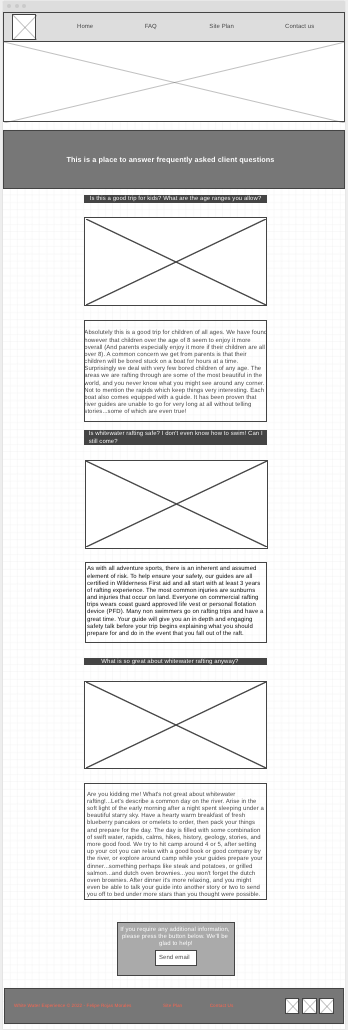 Home FAQ Site Plan Contact us
This is a place to answer frequently asked client questions
Is this a good trip for kids? What are the age ranges you allow?
Absolutely this is a good trip for children of all ages. We have found
however that children over the age of 8 seem to enjoy it more
overall (And parents especially enjoy it more if their children are all
over 8). A common concern we get from parents is that their
children will be bored stuck on a boat for hours at a time.
Surprisingly we deal with very few bored children of any age. The
areas we are rafting through are some of the most beautiful in the
world, and you never know what you might see around any corner.
Not to mention the rapids which keep things very interesting. Each
boat also comes equipped with a guide. It has been proven that
river guides are unable to go for very long at all without telling
stories...some of which are even true!
Is whitewater rafting safe? I don't even know how to swim! Can I
still come?
As with all adventure sports, there is an inherent and assumed
element of risk. To help ensure your safety, our guides are all
certified in Wilderness First aid and all start with at least 3 years
of rafting experience. The most common injuries are sunburns
and injuries that occur on land. Everyone on commercial rafting
trips wears coast guard approved life vest or personal flotation
device (PFD). Many non swimmers go on rafting trips and have a
great time. Your guide will give you an in depth and engaging
safety talk before your trip begins explaining what you should
prepare for and do in the event that you fall out of the raft.
What is so great about whitewater rafting anyway?
Are you kidding me! What's not great about whitewater
rafting!...Let's describe a common day on the river. Arise in the
soft light of the early morning after a night spent sleeping under a
beautiful starry sky. Have a hearty warm breakfast of fresh
blueberry pancakes or omelets to order, then pack your things
and prepare for the day. The day is filled with some combination
of swift water, rapids, calms, hikes, history, geology, stories, and
more good food. We try to hit camp around 4 or 5, after setting
up your cot you can relax with a good book or good company by
the river, or explore around camp while your guides prepare your
dinner...something perhaps like steak and potatoes, or grilled
salmon...and dutch oven brownies...you won't forget the dutch
oven brownies. After dinner it's more relaxing, and you might
even be able to talk your guide into another story or two to send
you off to bed under more stars than you thought were possible.
If you require any additional information,
please press the button below. We'll be
glad to help!
Send email